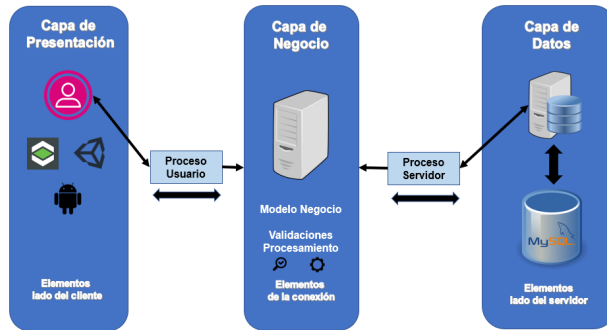 Capa de
Presentación
Proceso
Usuario
Elementos
lado del cliente
Capa de
Negocio
Modelo Negocio
Validaciones
Procesamiento
Elementos
de la conexión
Proceso
Servidor
Capa de
Datos
MySQL
Elementos
lado del servidor